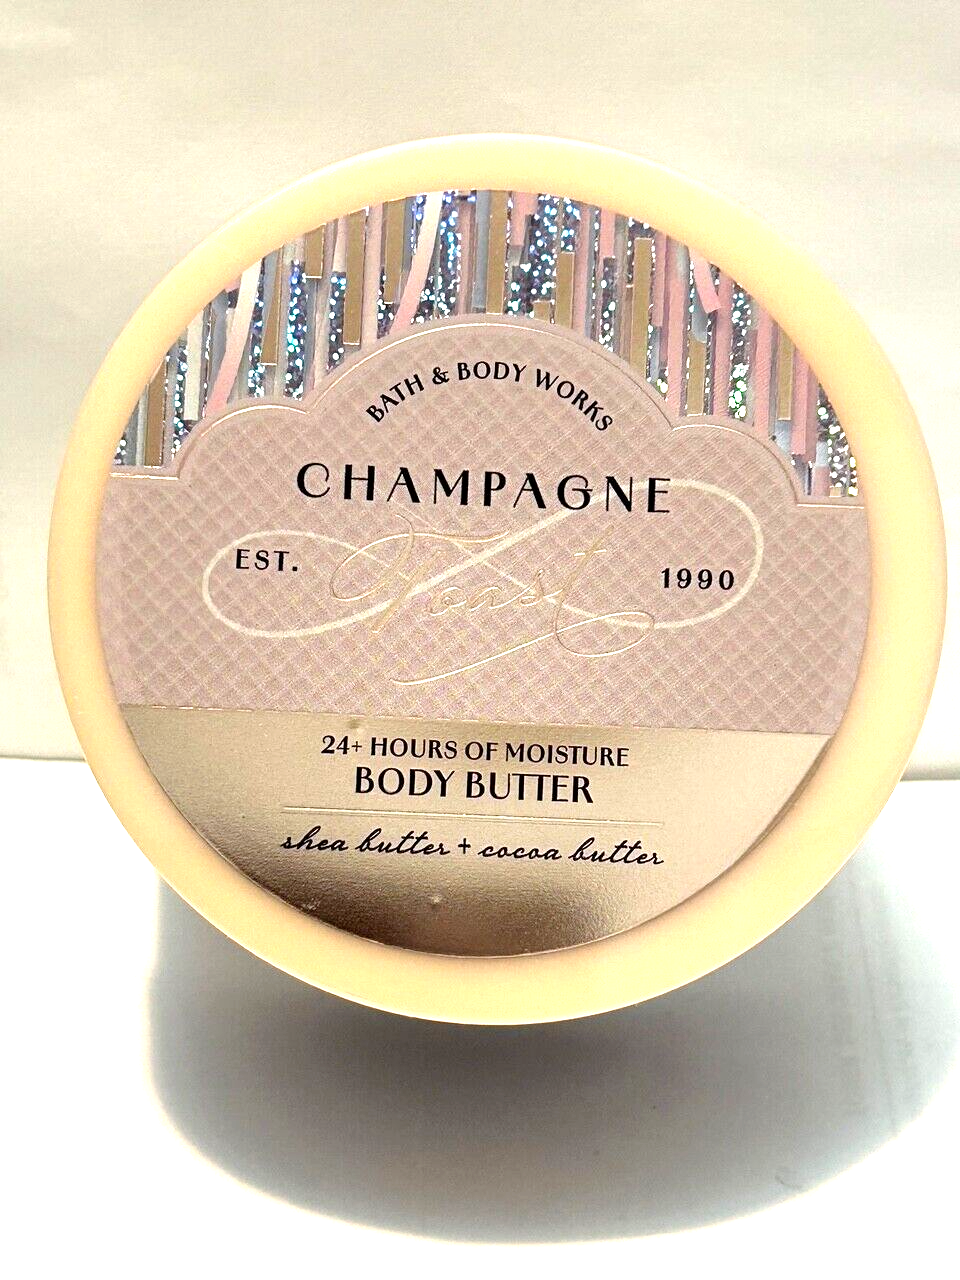 BATH & BODY WORKS
CHAMPAGNE
Toast
EST. 1990
24+ HOURS OF MOISTURE
BODY BUTTER
shea butter + cocoa butter